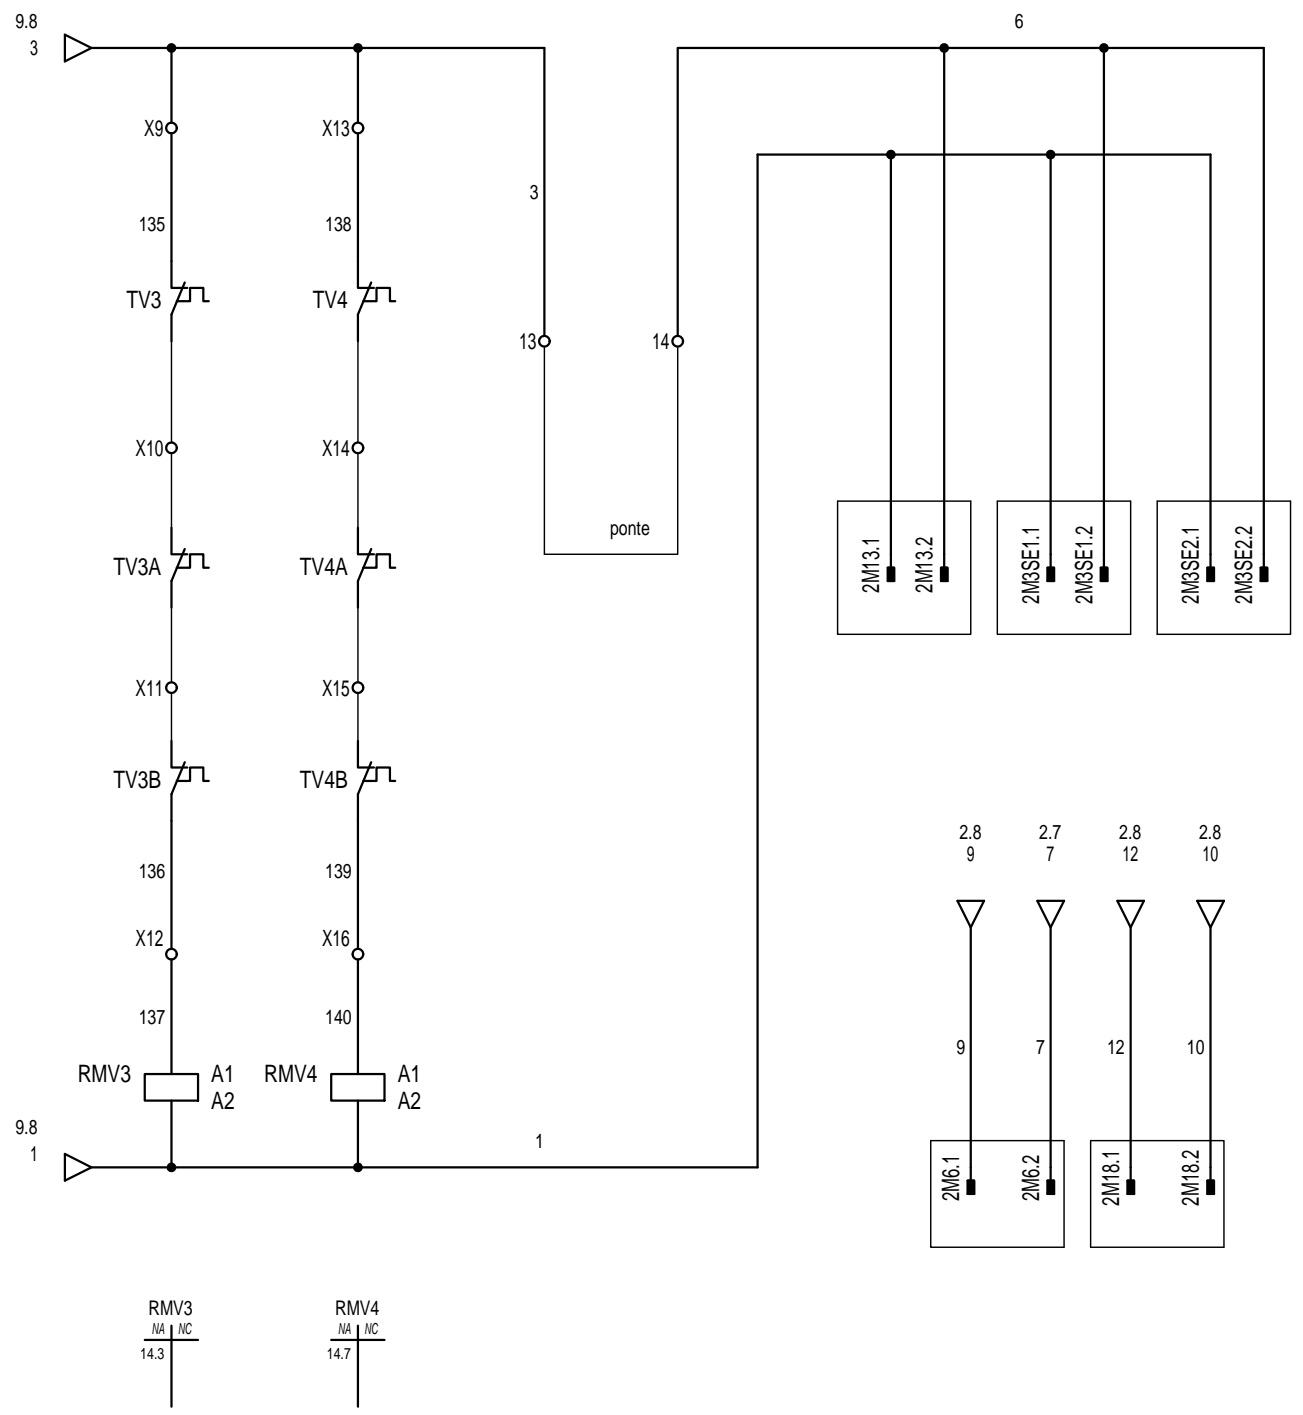 9.8
3
6
X9
X13
3
135
138
TV3
TV4
13
14
X10
X14
ponte
2M13.1
2M13.2
2M3SE1.1
2M3SE1.2
2M3SE2.1
2M3SE2.2
TV3A
TV4A
X11
X15
TV3B
TV4B
2.8
9
2.7
7
2.8
12
2.8
10
136
139
X12
X16
137
140
9
7
12
10
RMV3
A1
A2
RMV4
A1
A2
9.8
1
1
2M6.1
2M6.2
2M18.1
2M18.2
RMV3
NA NC
14.3
RMV4
NA NC
14.7